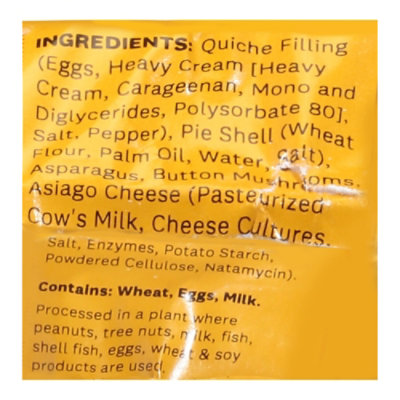 INGREDIENTS: Quiche Filling
(Eggs, Heavy Cream [Heavy
Cream, Carageenan, Mono and
Diglycerides, Polysorbate 80],
Salt, Pepper), Pie Shell (Wheat
Flour, Palm Oil, Water, Salt),
Asparagus, Button Mushrooms,
Asiago Cheese (Pasteurized
Cow's Milk, Cheese Cultures,
Salt, Enzymes, Potato Starch,
Powdered Cellulose, Natamycin).
Contains: Wheat, Eggs, Milk.
Processed in a plant where
peanuts, tree nuts, milk, fish,
shell fish, eggs, wheat & soy
products are used.